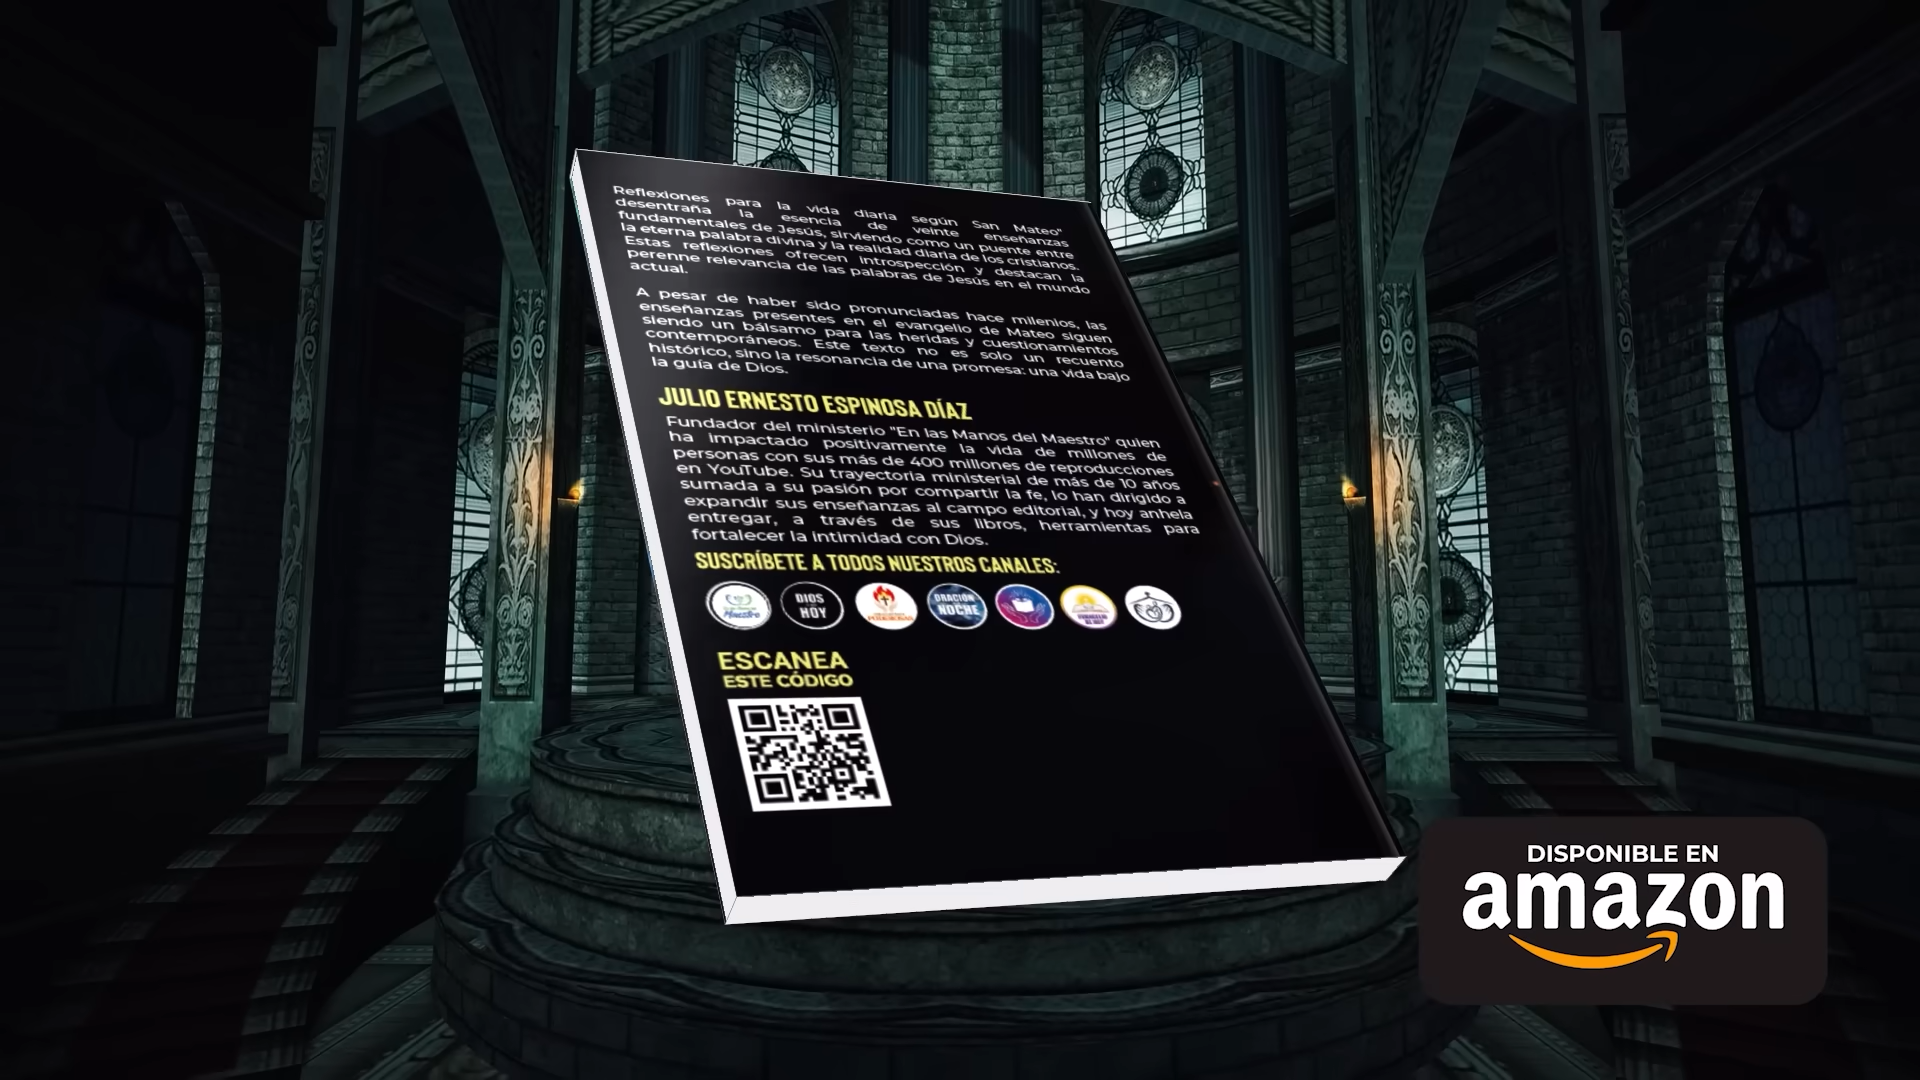 Reflexiones para la vida diaria según San Mateo"
desentraña la esencia de veinte enseñanzas
fundamentales de Jesús, sirviendo como un puente entre
la eterna palabra divina y la realidad diaria de los cristianos.
Estas reflexiones ofrecen introspección y destacan la
perenne relevancia de las palabras de Jesús en el mundo
actual.
A pesar de haber sido pronunciadas hace milenios, las
enseñanzas presentes en el evangelio de Mateo siguen
siendo un bálsamo para las heridas y cuestionamientos
contemporáneos. Este texto no es solo un recuento
histórico, sino la resonancia de una promesa: una vida bajo
la guía de Dios.
JULIO ERNESTO ESPINOSA DÍAZ
Fundador del ministerio "En las Manos del Maestro" quien
ha impactado positivamente la vida de millones de
personas con sus más de 400 millones de reproducciones
en YouTube. Su trayectoria ministerial de más de 10 años
sumada a su pasión por compartir la fe, lo han dirigido a
expandir sus enseñanzas al campo editorial, y hoy anhela
entregar, a través de sus libros, herramientas para
fortalecer la intimidad con Dios.
SUSCRÍBETE A TODOS NUESTROS CANALES:
Maestro
DIOS
HOY
ORACIÓN
NOCHE
ESCANEA
ESTE CÓDIGO
DISPONIBLE EN
amazon